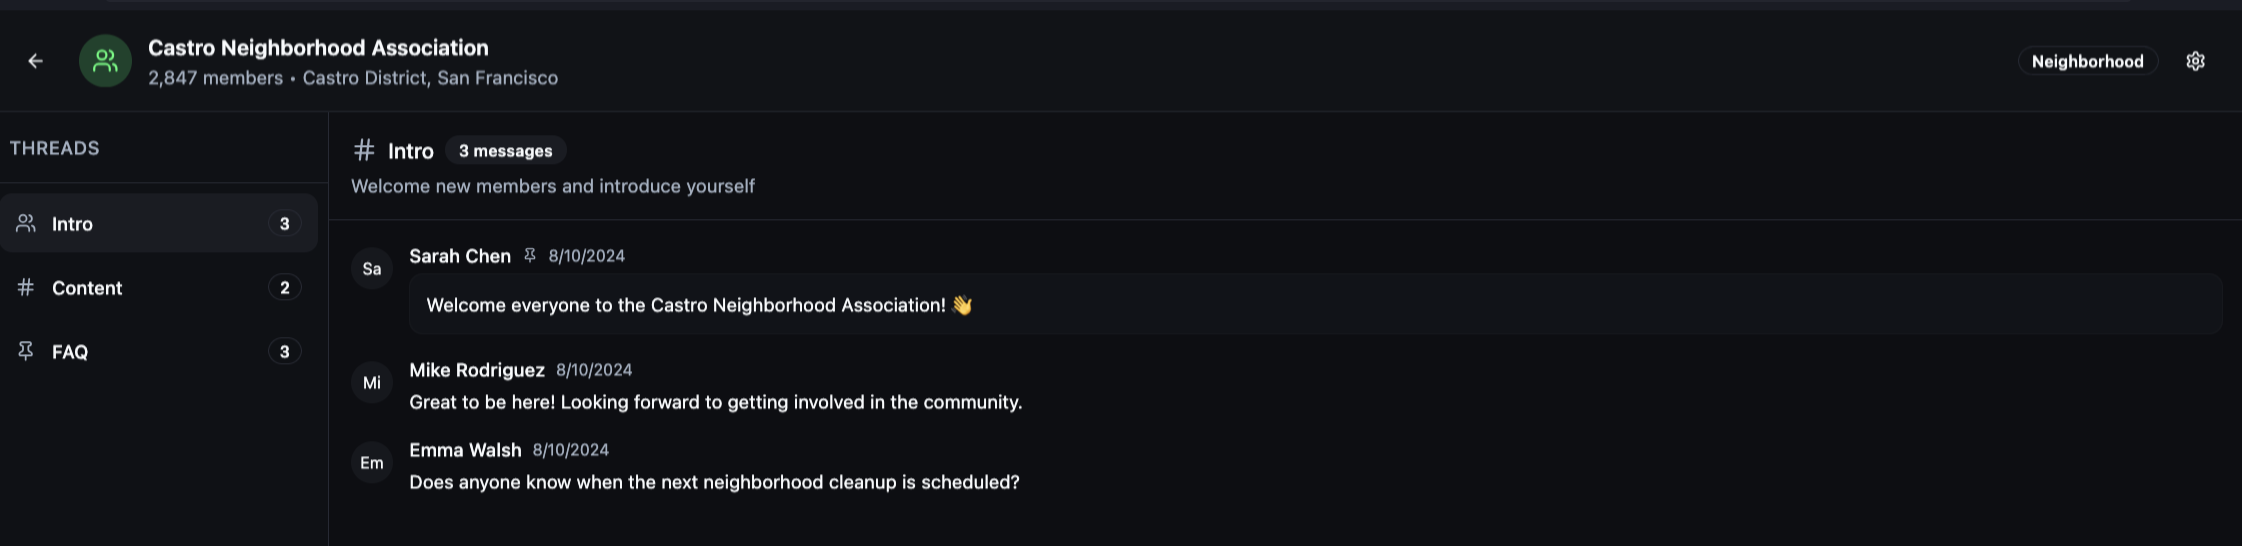 Castro Neighborhood Association
2,847 members • Castro District, San Francisco
Neighborhood
THREADS
Intro 3
Content 2
FAQ 3
# Intro 3 messages
Welcome new members and introduce yourself
Sa
Sarah Chen 8/10/2024
Welcome everyone to the Castro Neighborhood Association! 👋
Mi
Mike Rodriguez 8/10/2024
Great to be here! Looking forward to getting involved in the community.
Em
Emma Walsh 8/10/2024
Does anyone know when the next neighborhood cleanup is scheduled?